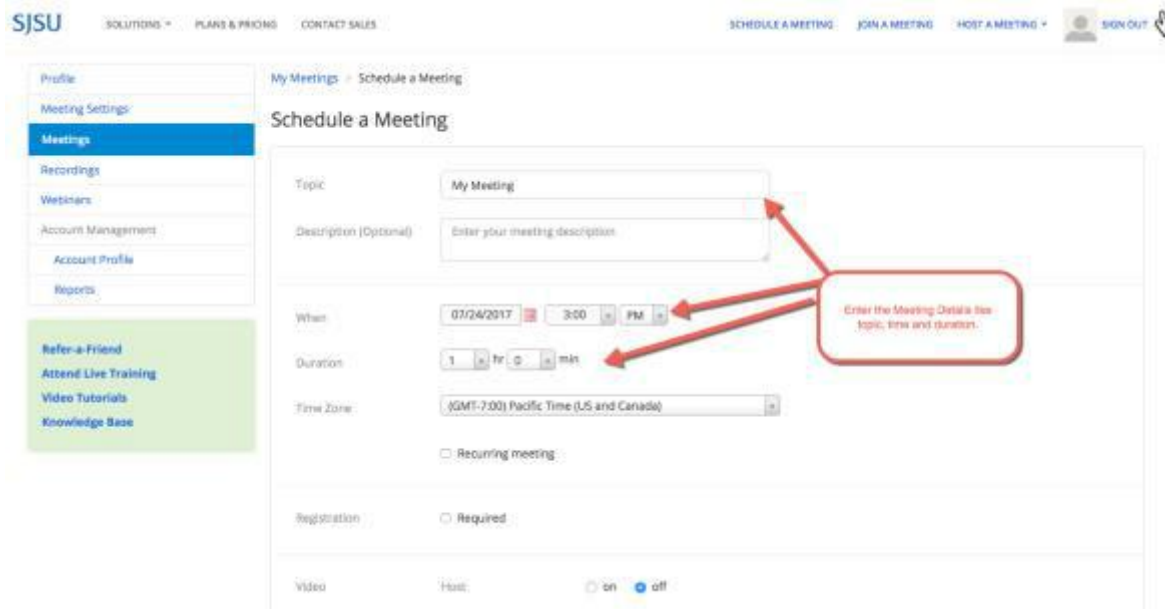 SJSU SOLUTIONS PLANS & PRICING CONTACT SALES SCHEDULE A MEETING JOIN A MEETING HOST A MEETING SIGN OUT
Profile
Meeting Settings
Meetings
Recordings
Webinars
Account Management
Account Profile
Reports
Refer-a-Friend
Attend Live Training
Video Tutorials
Knowledge Base
My Meetings > Schedule a Meeting
Schedule a Meeting
Topic My Meeting
Description (Optional) Enter your meeting description
When 07/24/2017 3:00 PM
Duration 1 hr 0 min
Time Zone (GMT-7:00) Pacific Time (US and Canada)
Recurring meeting
Registration Required
Video Host: on off
Enter the Meeting Details like
topic, time and duration.